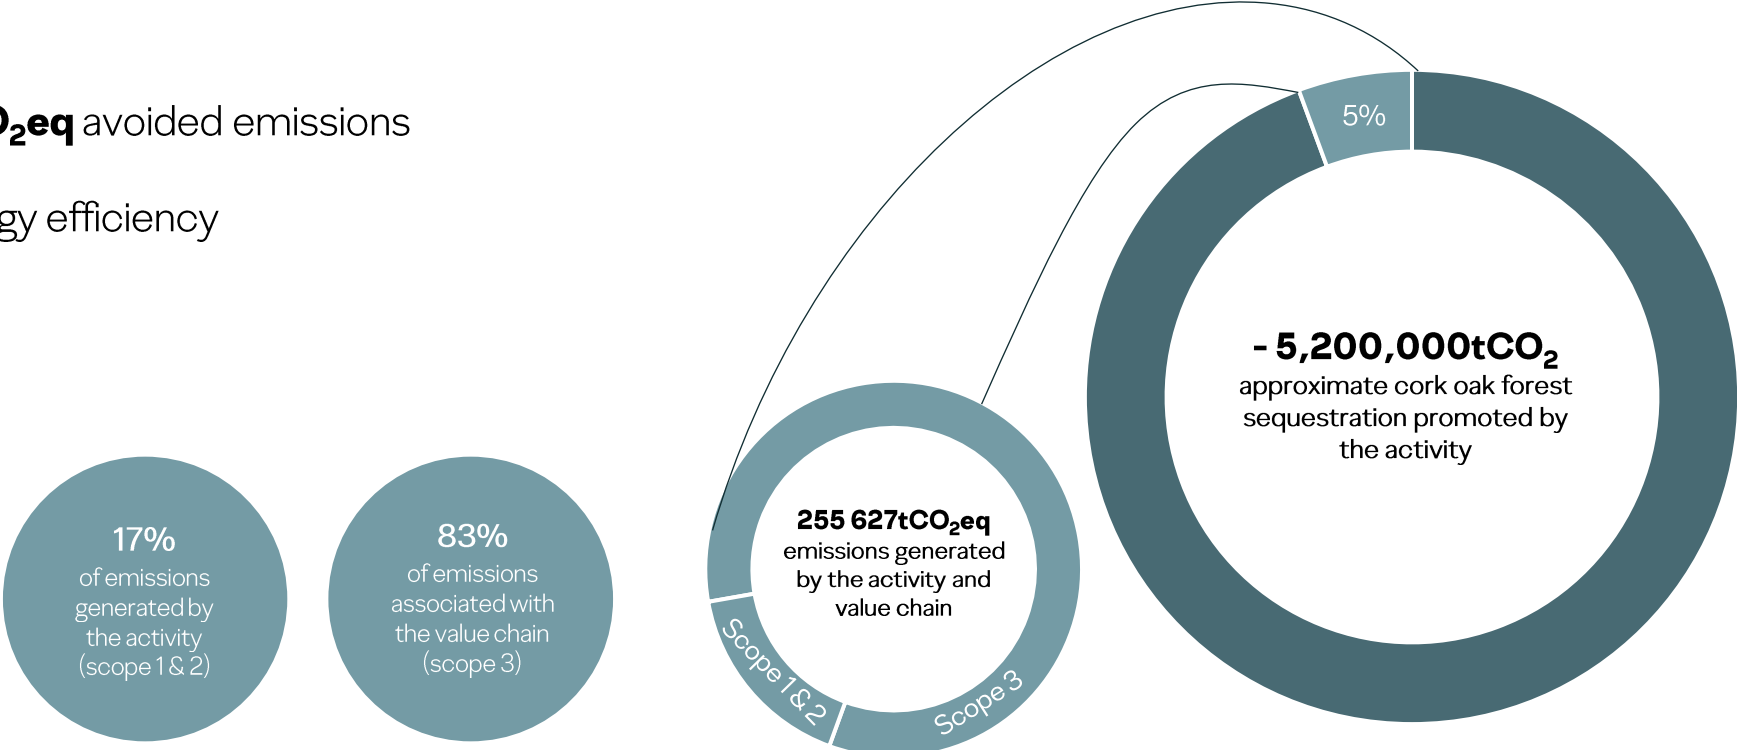 O₂eq avoided emissions
gy efficiency
17%
of emissions
generated by
the activity
(scope 1 & 2)
83%
of emissions
associated with
the value chain
(scope 3)
255 627tCO₂eq
emissions generated
by the activity and
value chain
Scope 1 & 2
Scope 3
5%
- 5,200,000tCO₂
approximate cork oak forest
sequestration promoted by
the activity